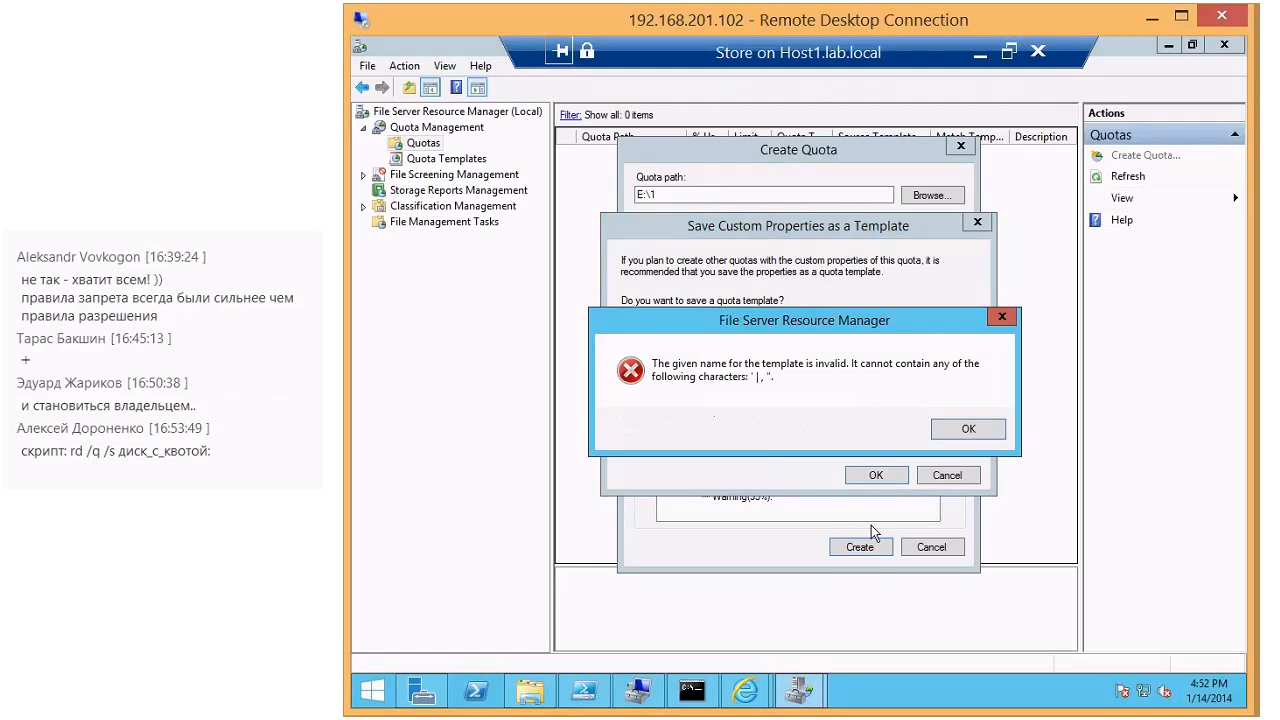 Aleksandr Vovkogon [16:39:24 ]
не так - хватит всем! ))
правила запрета всегда были сильнее чем
правила разрешения
Тарас Бакшин [16:45:13 ]
+
Эдуард Жариков [16:50:38 ]
и становиться владельцем..
Алексей Дороненко [16:53:49 ]
скрипт: rd /q /s диск_с_квотой:
192.168.201.102 - Remote Desktop Connection
Store on Host1.lab.local
File Action View Help
File Server Resource Manager (Local)
Quota Management
Quotas
Quota Templates
File Screening Management
Storage Reports Management
Classification Management
File Management Tasks
Filter: Show all: 0 items
Quota Path % Us... Limit Quota T... Source Template Match Temp... Description
Create Quota
Quota path:
E:\1
Browse...
Save Custom Properties as a Template
If you plan to create other quotas with the custom properties of this quota, it is
recommended that you save the properties as a quota template.
Do you want to save a quota template?
File Server Resource Manager
The given name for the template is invalid. It cannot contain any of the
following characters: '|, ".
OK
OK Cancel
Warning(95%):
Create Cancel
Actions
Quotas
Create Quota...
Refresh
View
Help
4:52 PM
1/14/2014